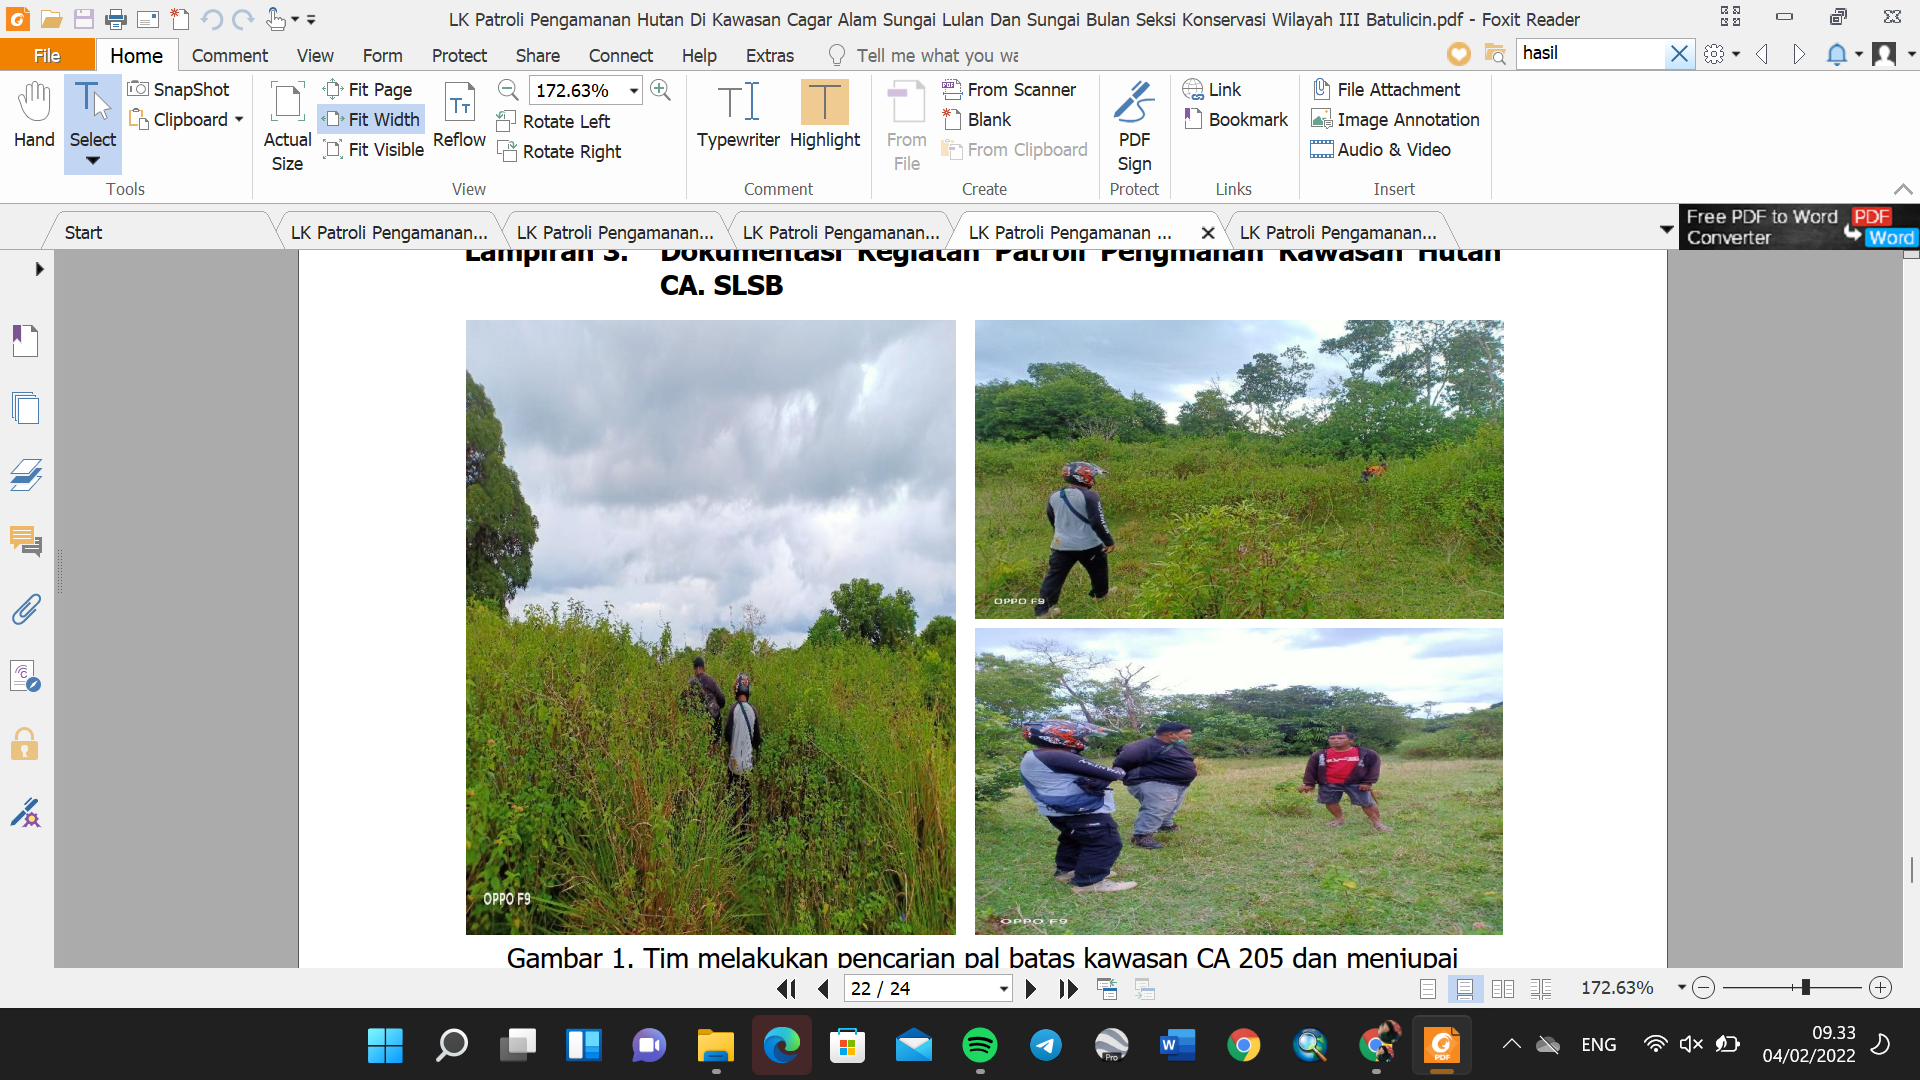 LK Patroli Pengamanan Hutan Di Kawasan Cagar Alam Sungai Lulan Dan Sungai Bulan Seksi Konservasi Wilayah III Batulicin.pdf - Foxit Reader
File Home Comment View Form Protect Share Connect Help Extras Tell me what you wa hasil
Hand
Select
SnapShot
Clipboard
Tools
Actual Size
Fit Page
Fit Width
Fit Visible
Reflow
172.63%
Rotate Left
Rotate Right
View
Typewriter
Highlight
Comment
From File
From Scanner
Blank
From Clipboard
Create
PDF Sign
Protect
Link
Bookmark
Links
File Attachment
Image Annotation
Audio & Video
Insert
Start
LK Patroli Pengamanan...
LK Patroli Pengamanan...
LK Patroli Pengamanan...
LK Patroli Pengamanan ...
LK Patroli Pengamanan...
Free PDF to Word PDF
Converter Word
Lampiran 3. Dokumentasi Kegiatan Patroli Pengmanan Kawasan Hutan
CA. SLSB
OPPO F9
OPPO F9
OPPO F9
Gambar 1. Tim melakukan pencarian pal batas kawasan CA 205 dan menjupai
22 / 24
172.63%
ENG
09.33
04/02/2022